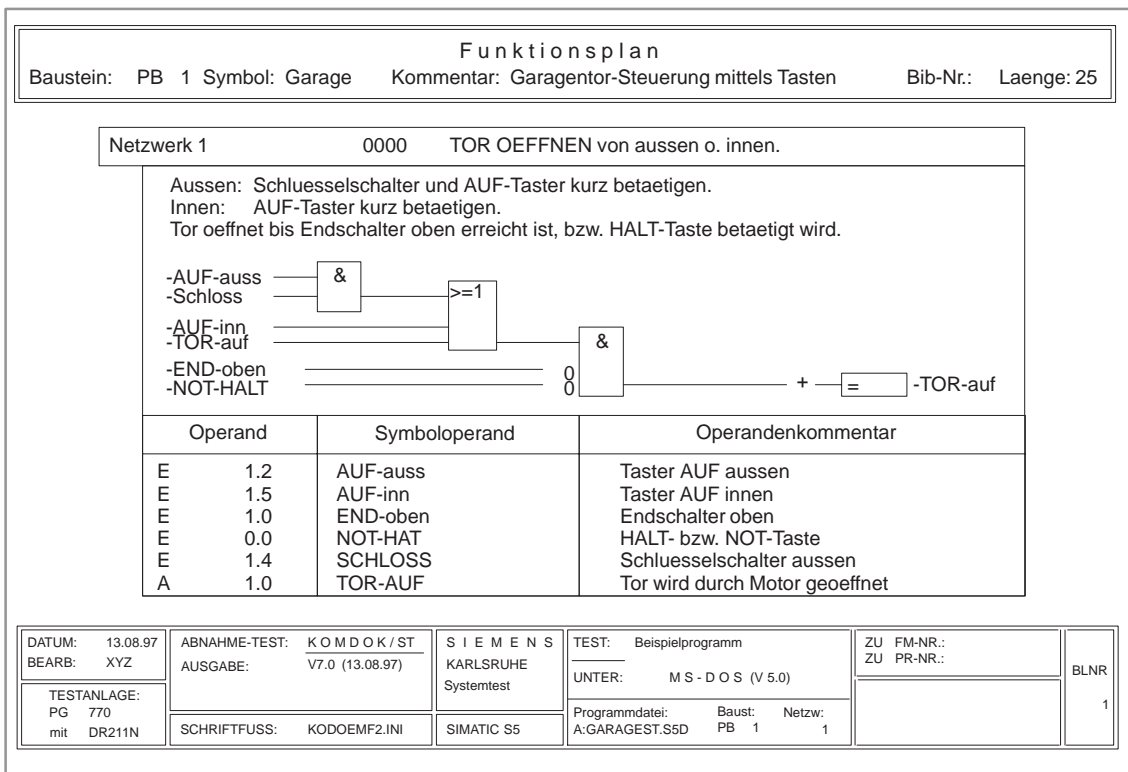 F u n k t i o n s p l a n
Baustein: PB 1 Symbol: Garage Kommentar: Garagentor-Steuerung mittels Tasten Bib-Nr.: Laenge: 25
Netzwerk 1 0000 TOR OEFFNEN von aussen o. innen.
Aussen: Schluesselschalter und AUF-Taster kurz betaetigen.
Innen: AUF-Taster kurz betaetigen.
Tor oeffnet bis Endschalter oben erreicht ist, bzw. HALT-Taste betaetigt wird.
-AUF-auss &
-Schloss >=1
-AUF-inn
-TOR-auf &
-END-oben 0
-NOT-HALT 0 + = -TOR-auf
Operand Symboloperand Operandenkommentar
E 1.2 AUF-auss Taster AUF aussen
E 1.5 AUF-inn Taster AUF innen
E 1.0 END-oben Endschalter oben
E 0.0 NOT-HAT HALT- bzw. NOT-Taste
E 1.4 SCHLOSS Schluesselschalter aussen
A 1.0 TOR-AUF Tor wird durch Motor geoeffnet
DATUM: 13.08.97
BEARB: XYZ
TESTANLAGE:
PG 770
mit DR211N
ABNAHME-TEST: K O M D O K / ST
AUSGABE: V7.0 (13.08.97)
SCHRIFTFUSS: KODOEMF2.INI
S I E M E N S
KARLSRUHE
Systemtest
SIMATIC S5
TEST: Beispielprogramm
UNTER: M S - D O S (V 5.0)
Programmdatei: Baust: Netzw:
A:GARAGEST.S5D PB 1 1
ZU FM-NR.:
ZU PR-NR.:
BLNR
1